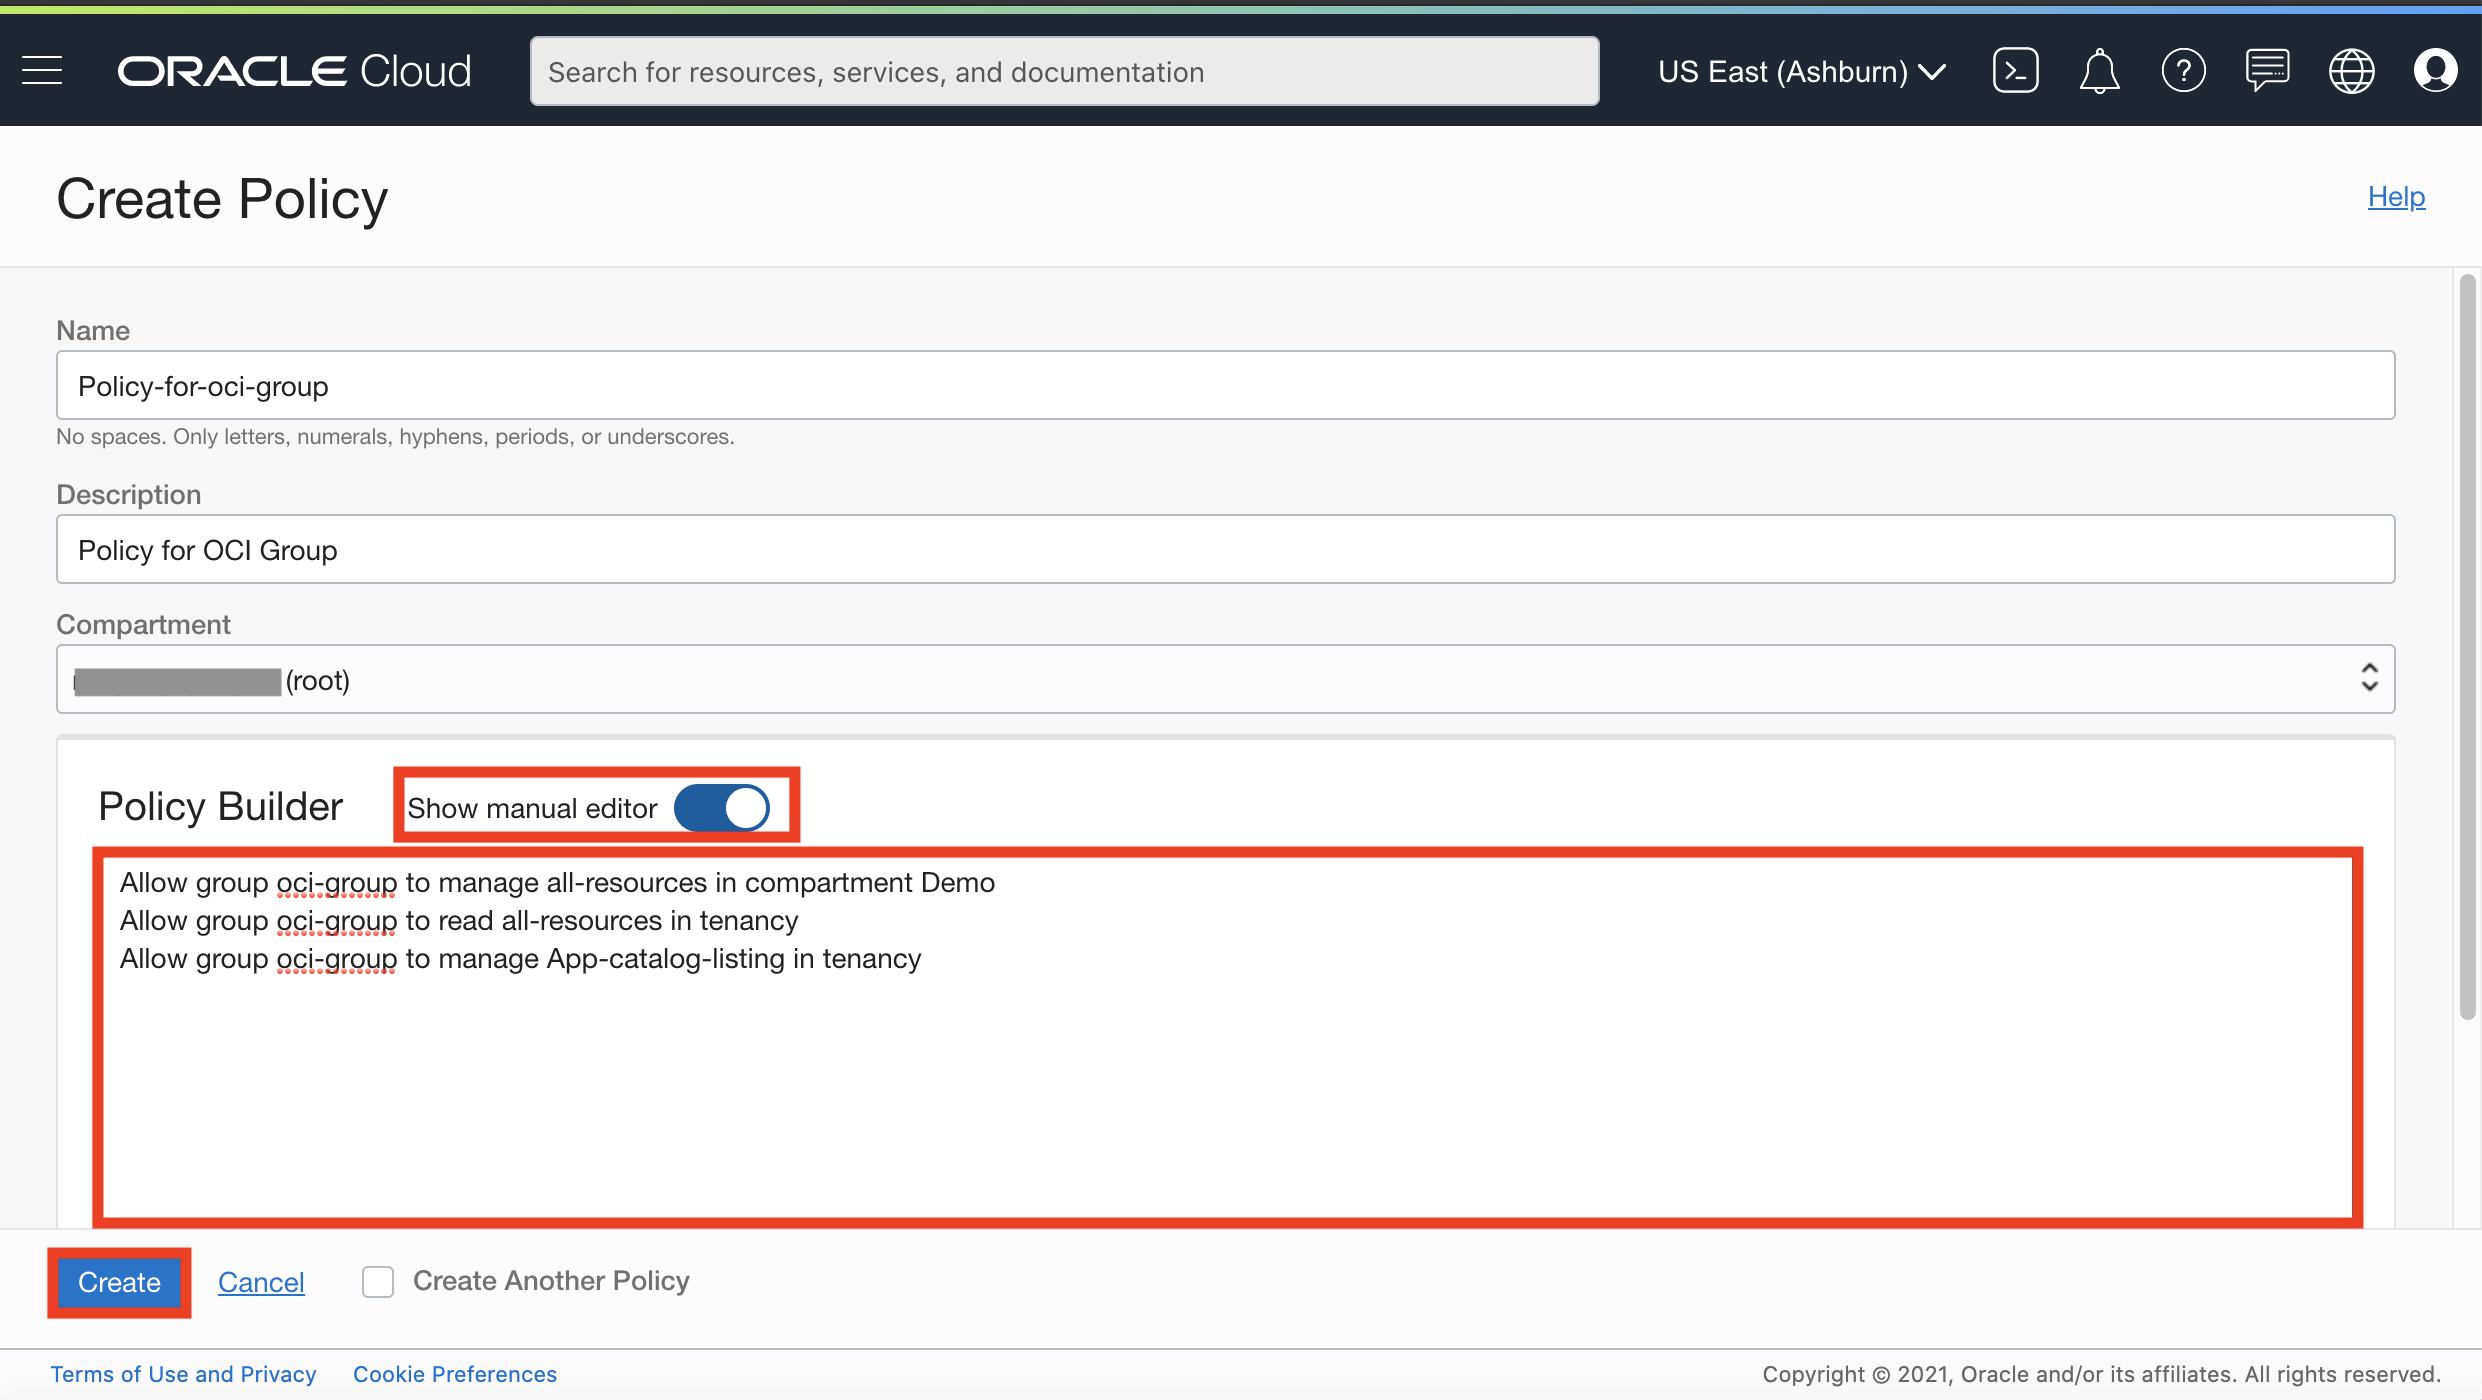 ORACLE Cloud
Search for resources, services, and documentation
US East (Ashburn)
Create Policy
Help
Name
Policy-for-oci-group
No spaces. Only letters, numerals, hyphens, periods, or underscores.
Description
Policy for OCI Group
Compartment
(root)
Policy Builder
Show manual editor
Allow group oci-group to manage all-resources in compartment Demo
Allow group oci-group to read all-resources in tenancy
Allow group oci-group to manage App-catalog-listing in tenancy
Create
Cancel
Create Another Policy
Terms of Use and Privacy
Cookie Preferences
Copyright © 2021, Oracle and/or its affiliates. All rights reserved.